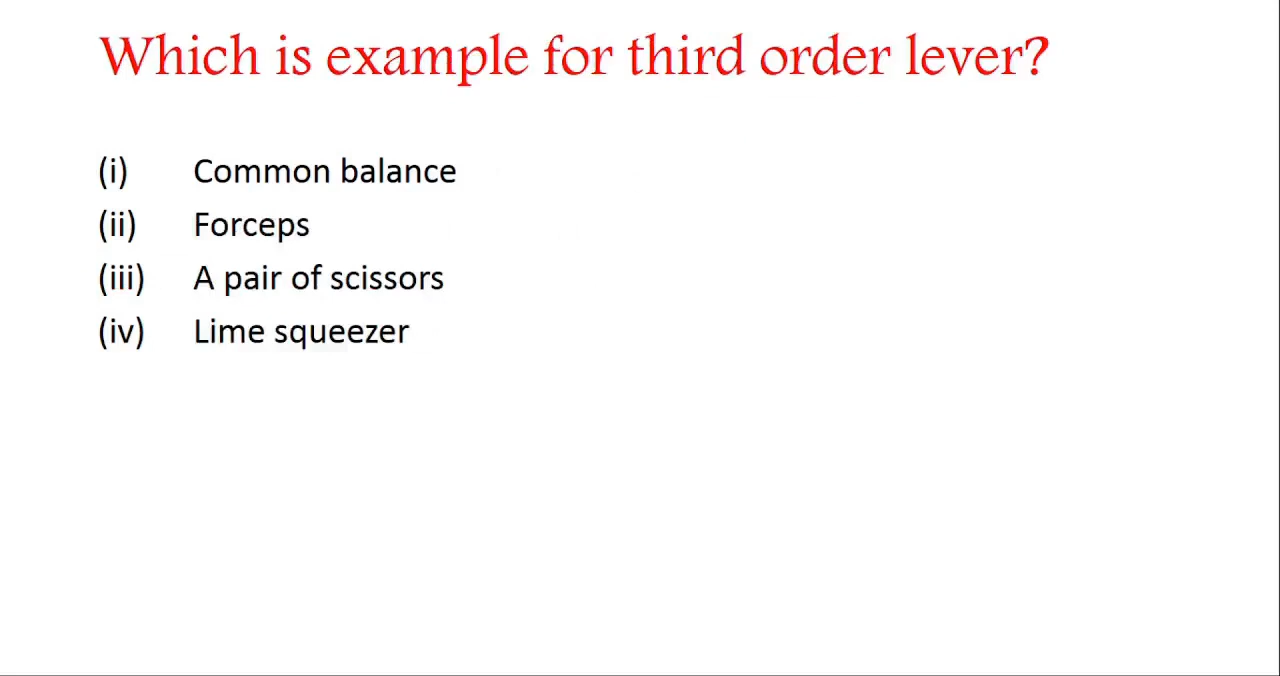 Which is example for third order lever?
(i) Common balance
(ii) Forceps
(iii) A pair of scissors
(iv) Lime squeezer